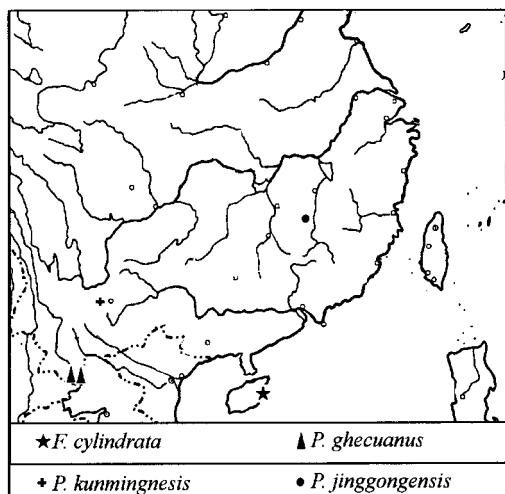 ★ F. cylindrata ▲ P. ghecuanus
✚ P. kunmingnesis ● P. jinggongensis